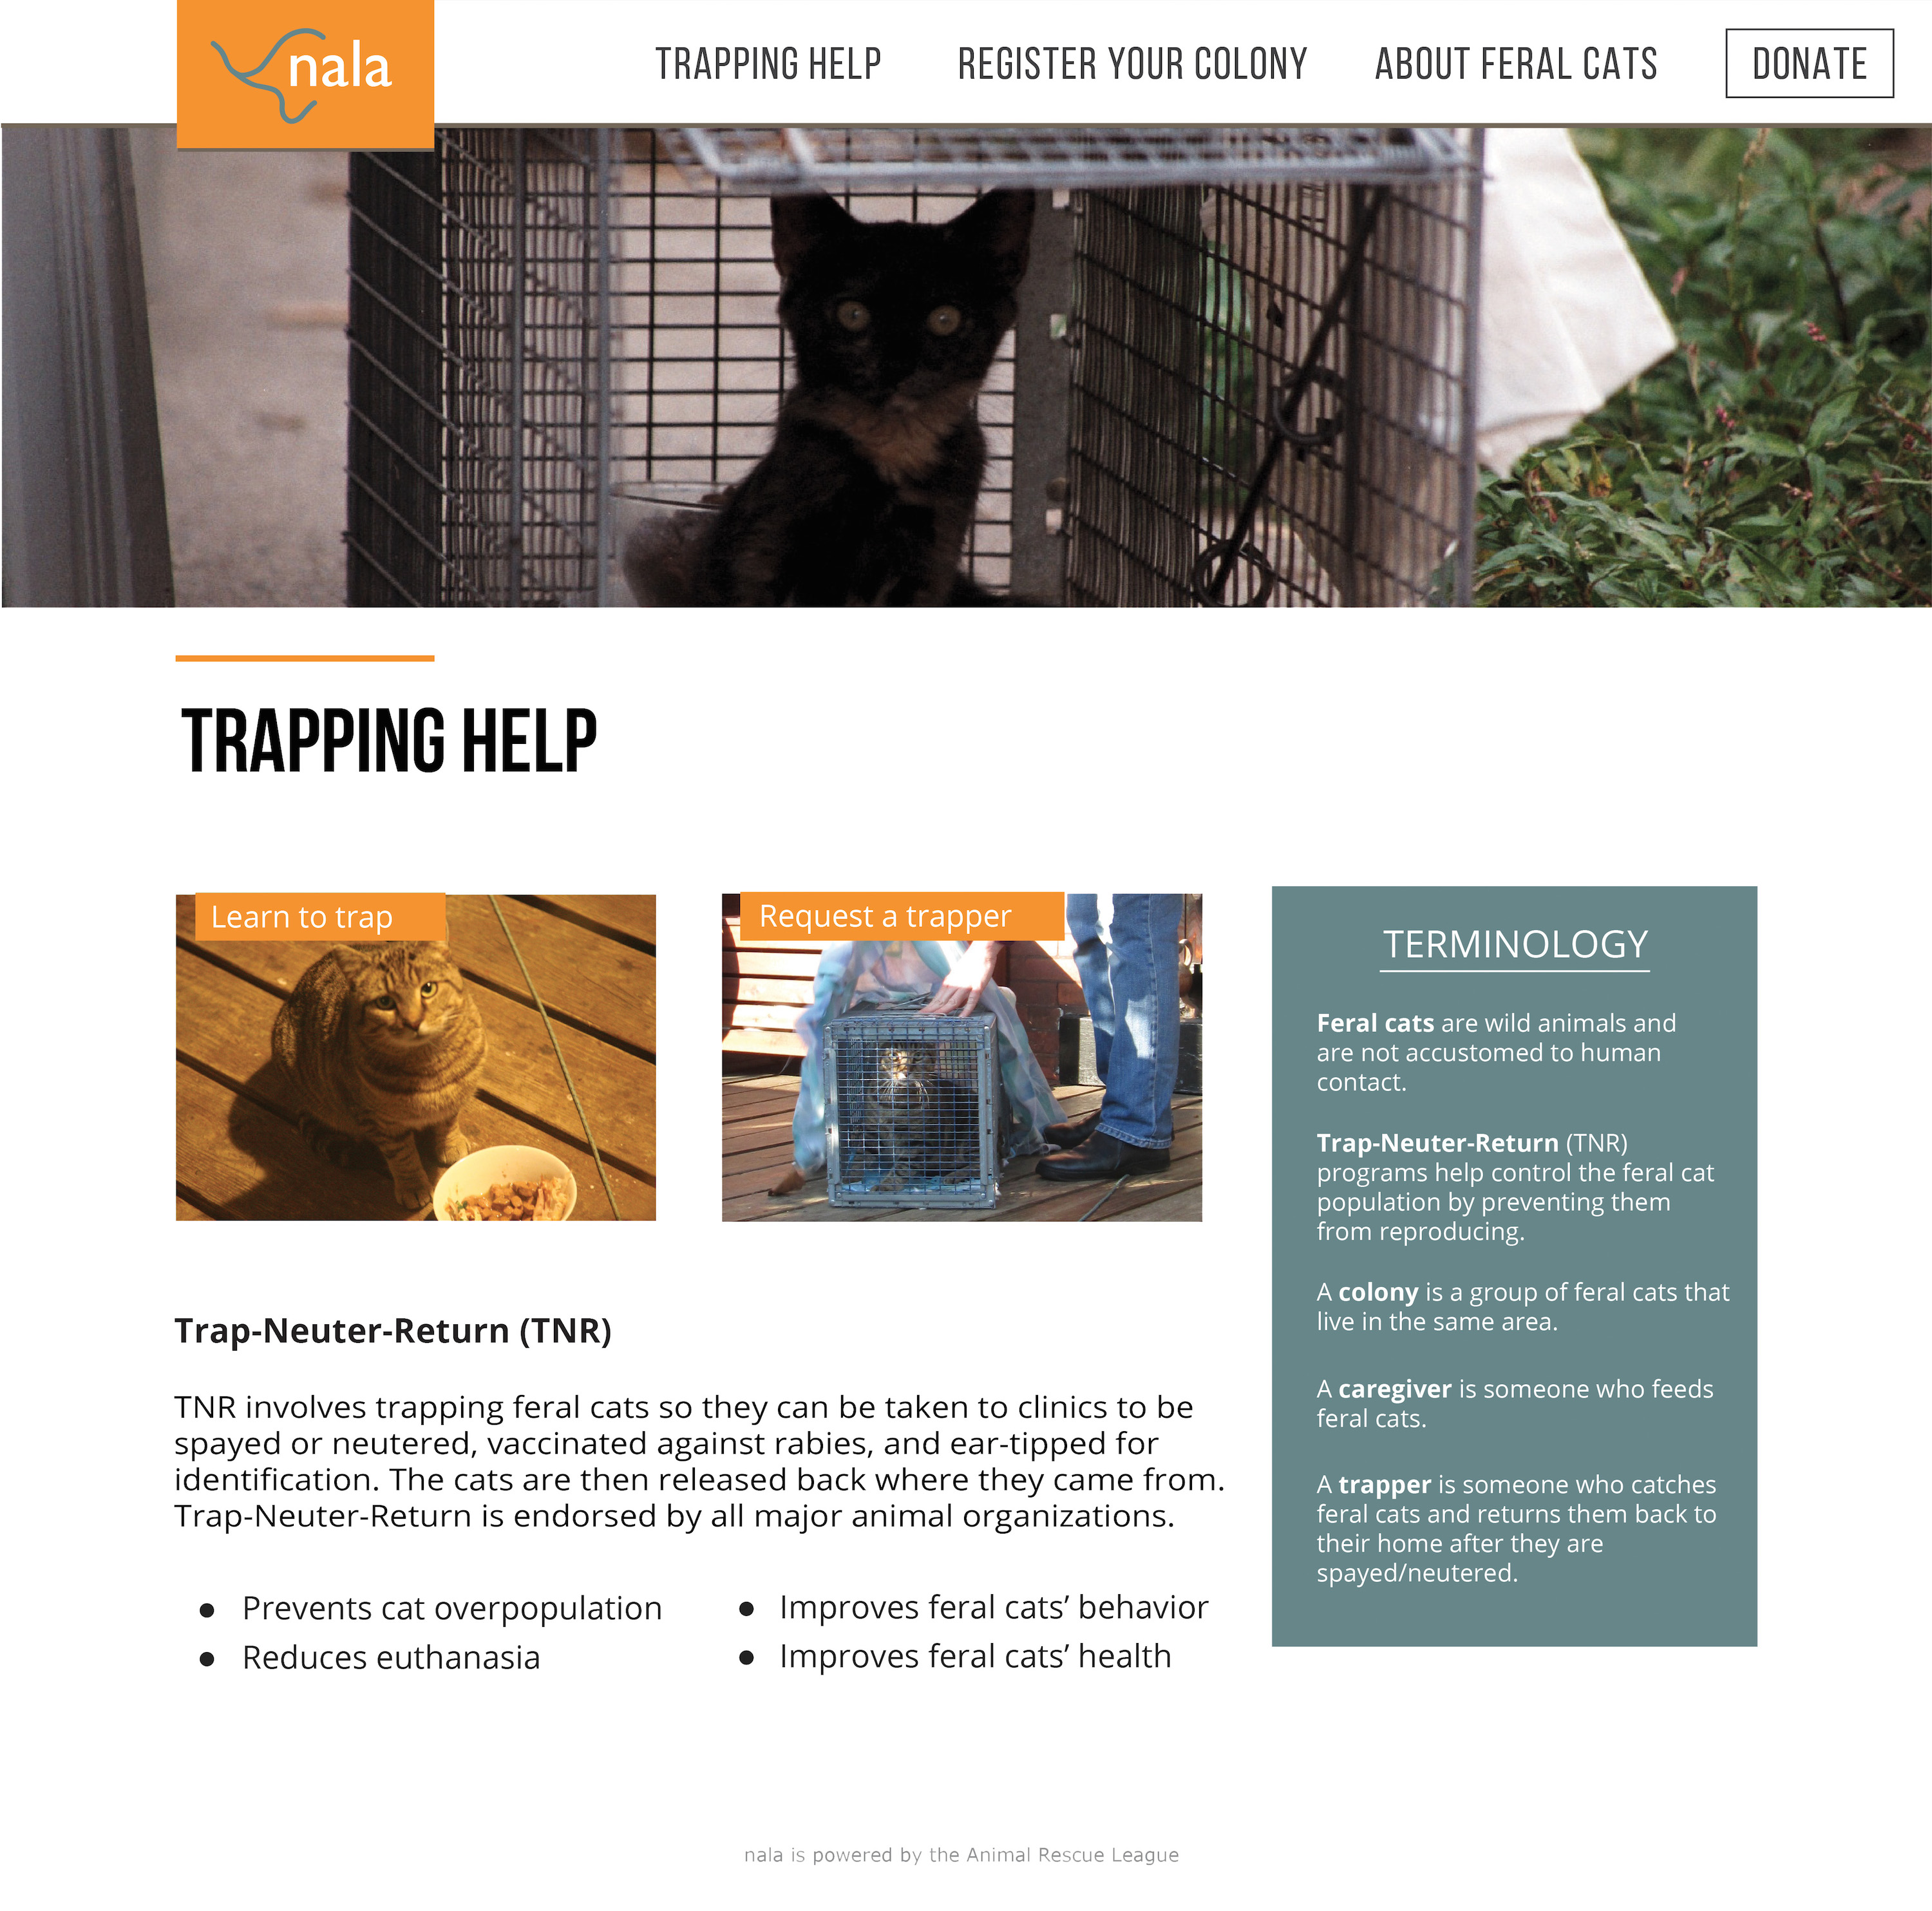 nala
TRAPPING HELP
REGISTER YOUR COLONY
ABOUT FERAL CATS
DONATE
TRAPPING HELP
Learn to trap
Request a trapper
Trap-Neuter-Return (TNR)
TNR involves trapping feral cats so they can be taken to clinics to be
spayed or neutered, vaccinated against rabies, and ear-tipped for
identification. The cats are then released back where they came from.
Trap-Neuter-Return is endorsed by all major animal organizations.
● Prevents cat overpopulation
● Reduces euthanasia
● Improves feral cats’ behavior
● Improves feral cats’ health
TERMINOLOGY
Feral cats are wild animals and
are not accustomed to human
contact.
Trap-Neuter-Return (TNR)
programs help control the feral cat
population by preventing them
from reproducing.
A colony is a group of feral cats that
live in the same area.
A caregiver is someone who feeds
feral cats.
A trapper is someone who catches
feral cats and returns them back to
their home after they are
spayed/neutered.
nala is powered by the Animal Rescue League